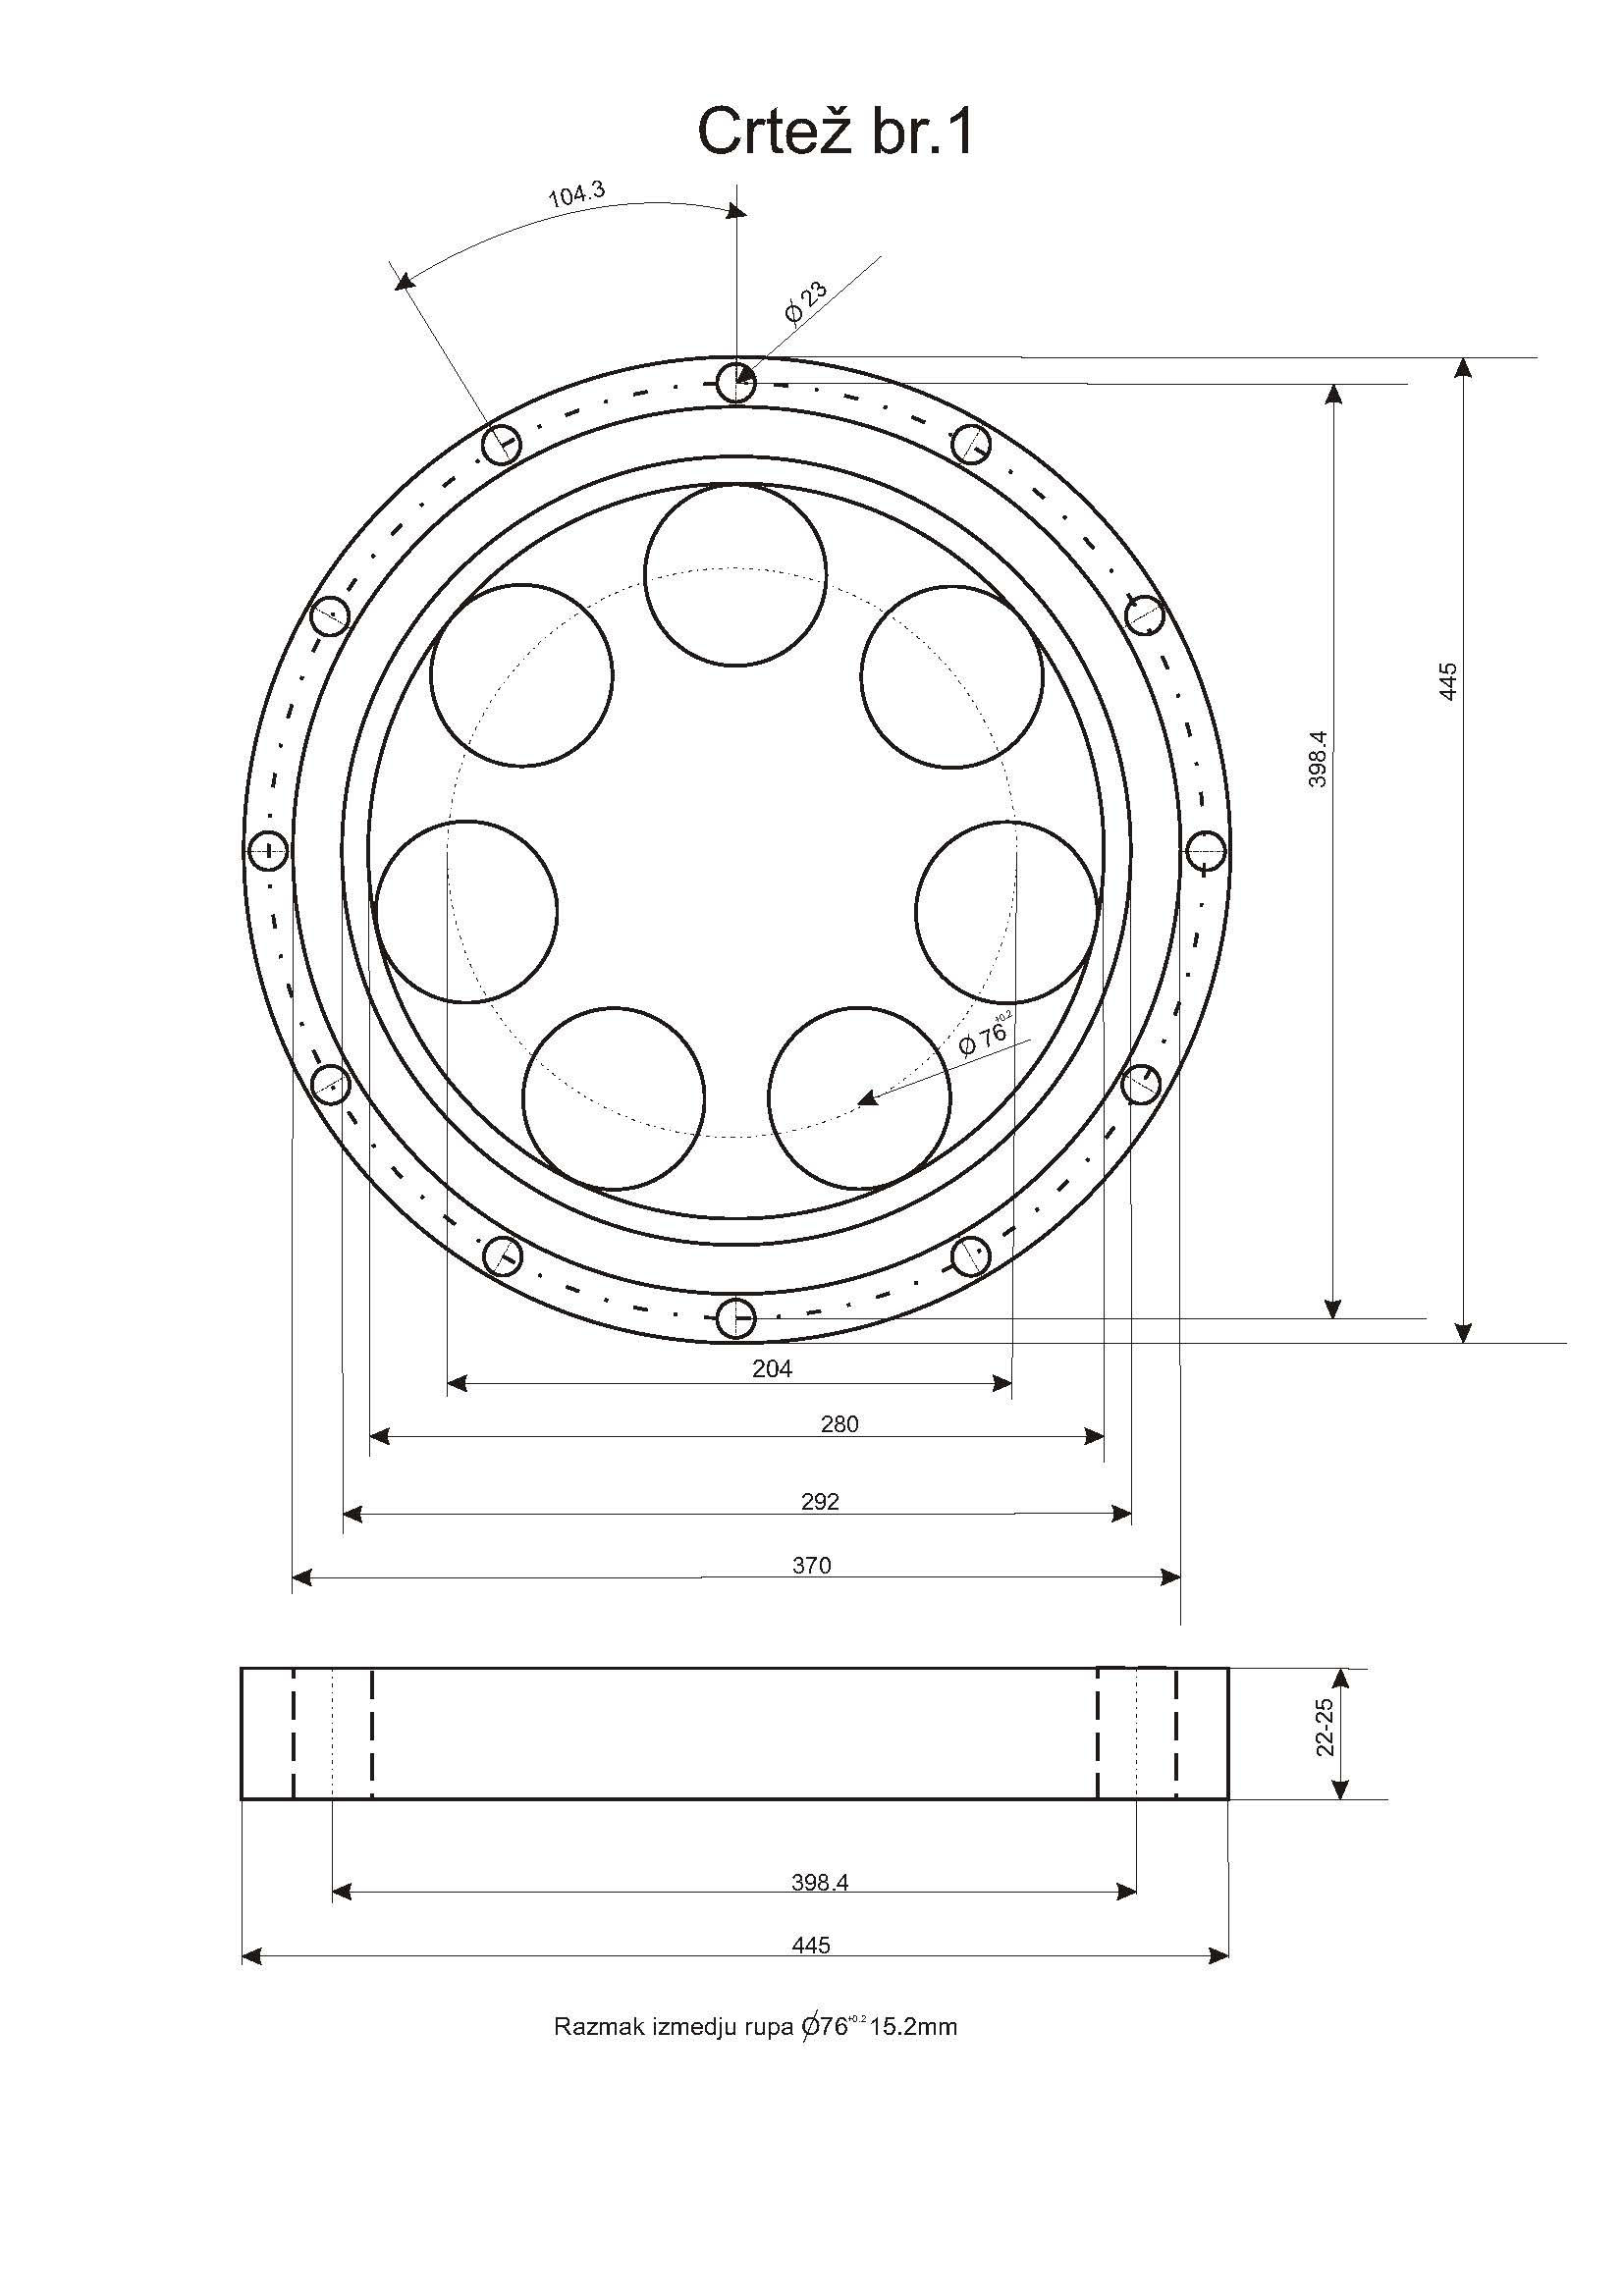 Crtež br.1
104.3
Ø 23
445
398.4
Ø 76 +0.2
204
280
292
370
22-25
398.4
445
Razmak izmedju rupa Ø76+0.2 15.2mm